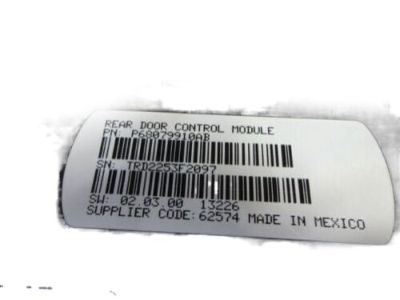 REAR DOOR CONTROL MODULE
PN: P68079910AB
SN: TRD2253F2097
SW: 02.03.00 13226
SUPPLIER CODE: 62574 MADE IN MEXICO